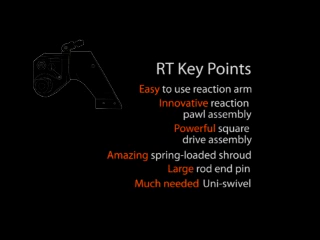 RT Key Points
Easy to use reaction arm
Innovative reaction
pawl assembly
Powerful square
drive assembly
Amazing spring-loaded shroud
Large rod end pin
Much needed Uni-swivel